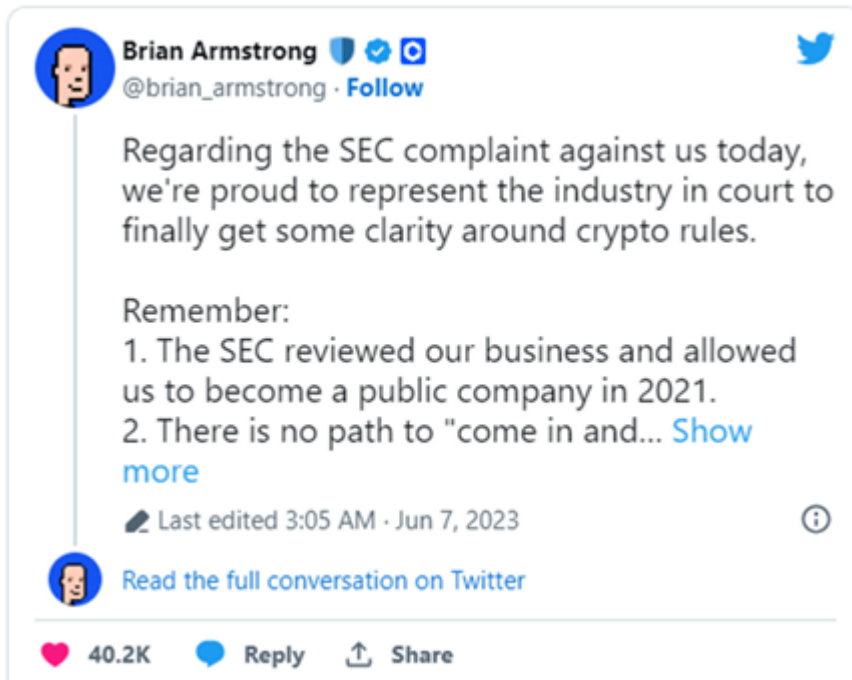 Brian Armstrong
@brian_armstrong · Follow
Regarding the SEC complaint against us today,
we're proud to represent the industry in court to
finally get some clarity around crypto rules.
Remember:
1. The SEC reviewed our business and allowed
us to become a public company in 2021.
2. There is no path to "come in and... Show
more
Last edited 3:05 AM · Jun 7, 2023
Read the full conversation on Twitter
40.2K Reply Share